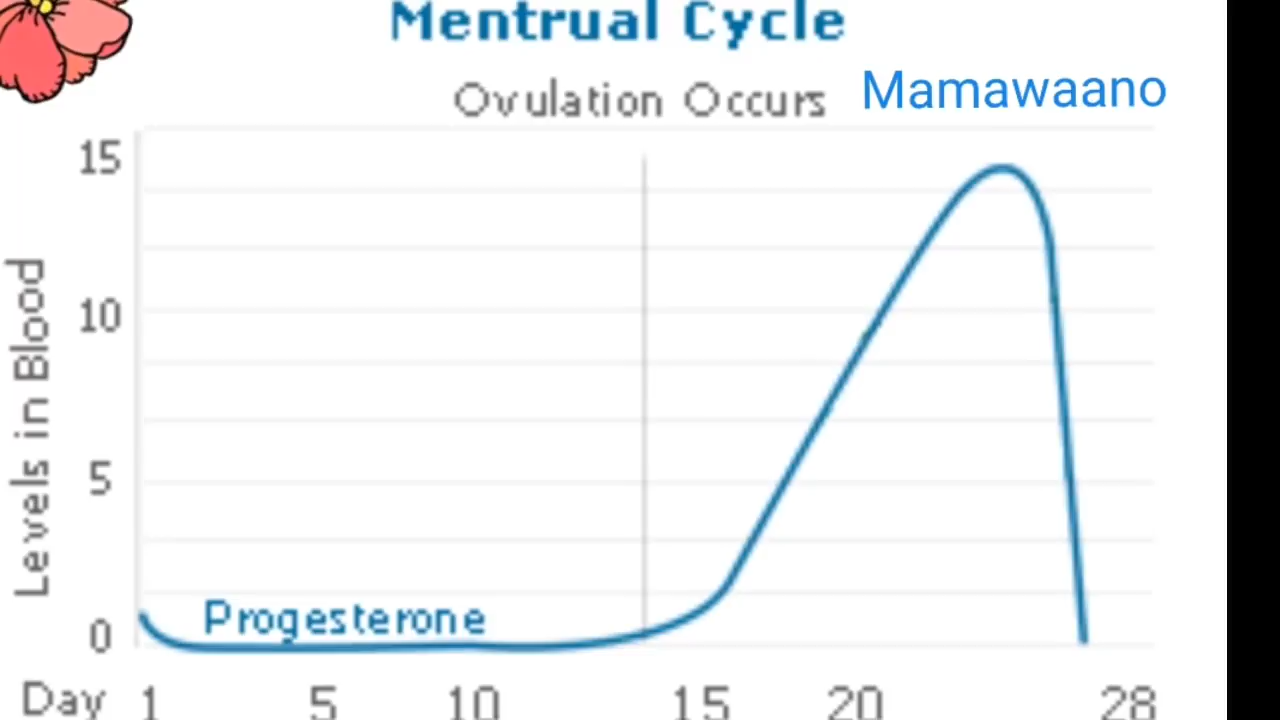 Mentrual Cycle
Ovulation Occurs
Mamawaano
15
10
5
0
Levels in Blood
Progesterone
Day 1 5 10 15 20 28